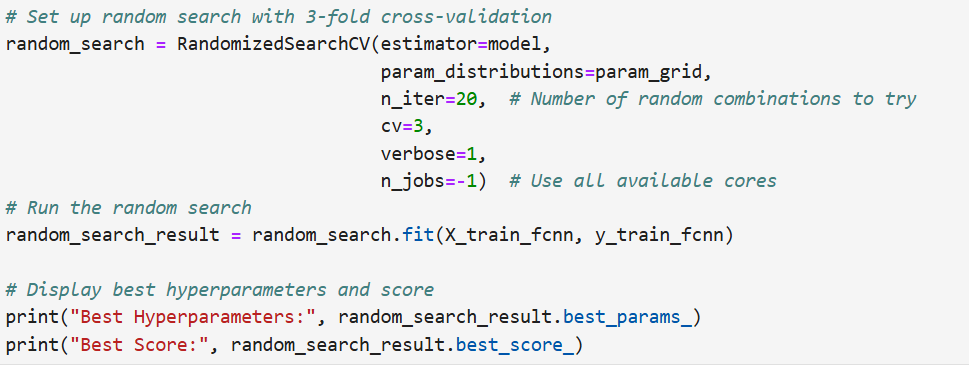 # Set up random search with 3-fold cross-validation
random_search = RandomizedSearchCV(estimator=model,
param_distributions=param_grid,
n_iter=20,  # Number of random combinations to try
cv=3,
verbose=1,
n_jobs=-1)  # Use all available cores
# Run the random search
random_search_result = random_search.fit(X_train_fcnn, y_train_fcnn)
# Display best hyperparameters and score
print("Best Hyperparameters:", random_search_result.best_params_)
print("Best Score:", random_search_result.best_score_)